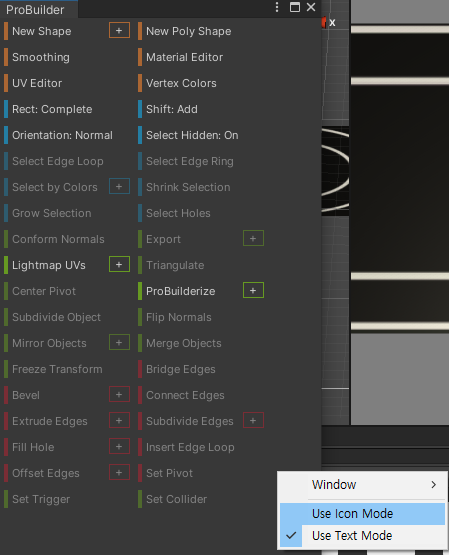 ProBuilder
New Shape + New Poly Shape
Smoothing Material Editor
UV Editor Vertex Colors
Rect: Complete Shift: Add
Orientation: Normal Select Hidden: On
Select Edge Loop Select Edge Ring
Select by Colors + Shrink Selection
Grow Selection Select Holes
Conform Normals Export +
Lightmap UVs + Triangulate
Center Pivot ProBuilderize +
Subdivide Object Flip Normals
Mirror Objects + Merge Objects
Freeze Transform Bridge Edges
Bevel + Connect Edges
Extrude Edges + Subdivide Edges +
Fill Hole + Insert Edge Loop
Offset Edges + Set Pivot
Set Trigger Set Collider
x
Window
Use Icon Mode
Use Text Mode